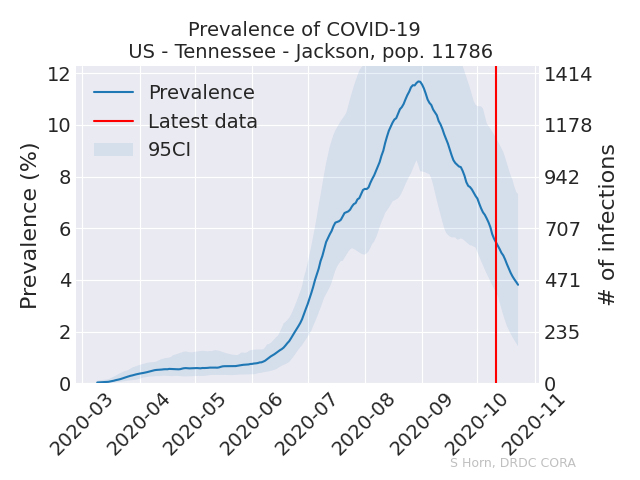 Prevalence of COVID-19
US - Tennessee - Jackson, pop. 11786
Prevalence
Latest data
95CI
Prevalence (%)
12
10
8
6
4
2
0
1414
1178
942
707
471
235
0
# of infections
2020-03
2020-04
2020-05
2020-06
2020-07
2020-08
2020-09
2020-10
2020-11
S Horn, DRDC CORA